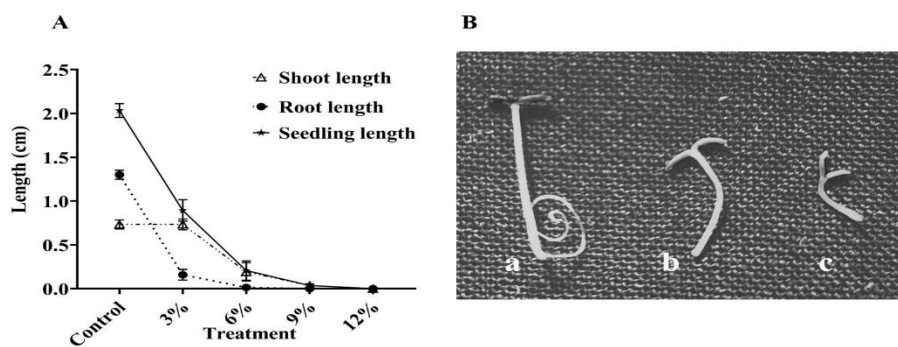 A
B
2.5
2.0
1.5
1.0
0.5
0.0
Length (cm)
Shoot length
Root length
Seedling length
Control
3%
6%
9%
12%
Treatment
a
b
c